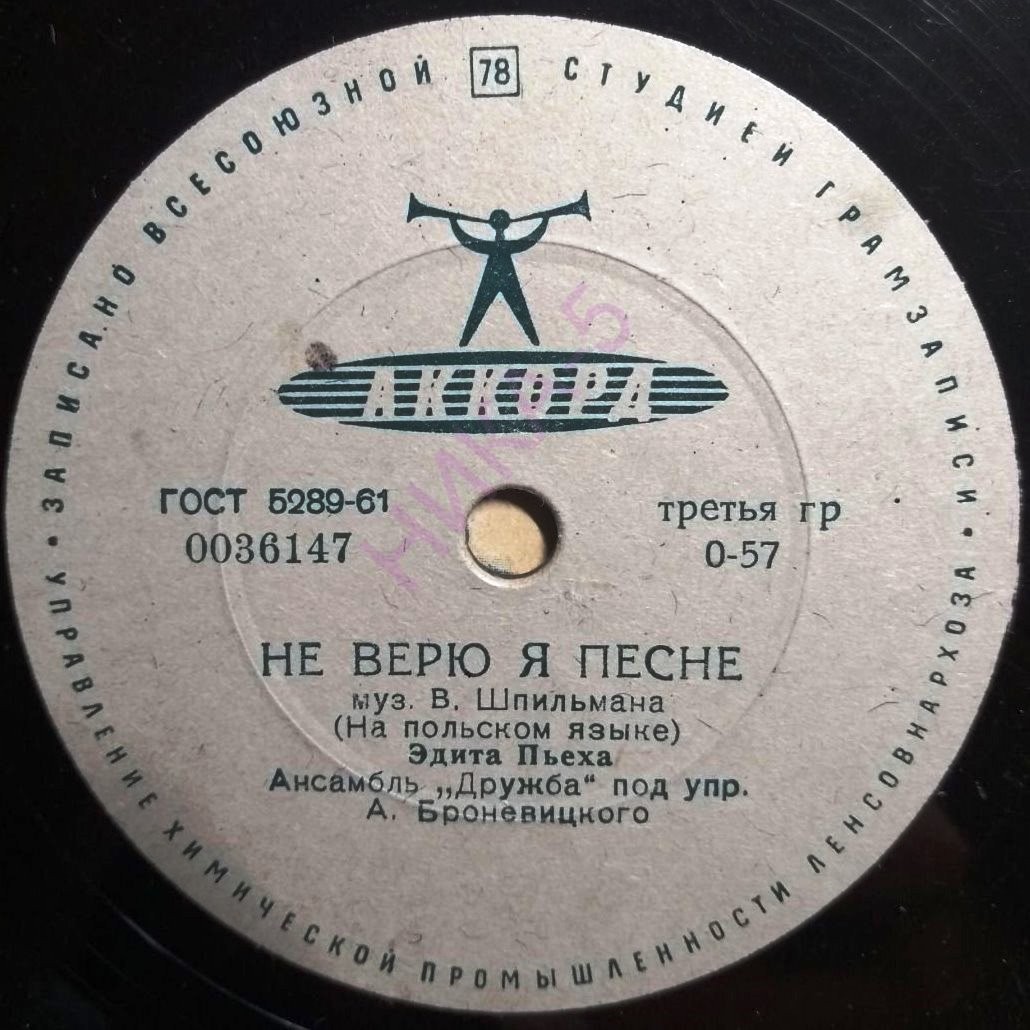 ЗАПИСАНО ВСЕСОЮЗНОЙ 78 СТУДИЕЙ ГРАМЗАПИСИ
АККОРД
ГОСТ 5289-61
третья гр
0036147
0-57
НЕ ВЕРЮ Я ПЕСНЕ
муз. В. Шпильмана
(На польском языке)
Эдита Пьеха
Ансамбль „Дружба“ под упр.
А. Броневицкого
УПРАВЛЕНИЕ ХИМИЧЕСКОЙ ПРОМЫШЛЕННОСТИ ЛЕНСОВНАРХОЗА